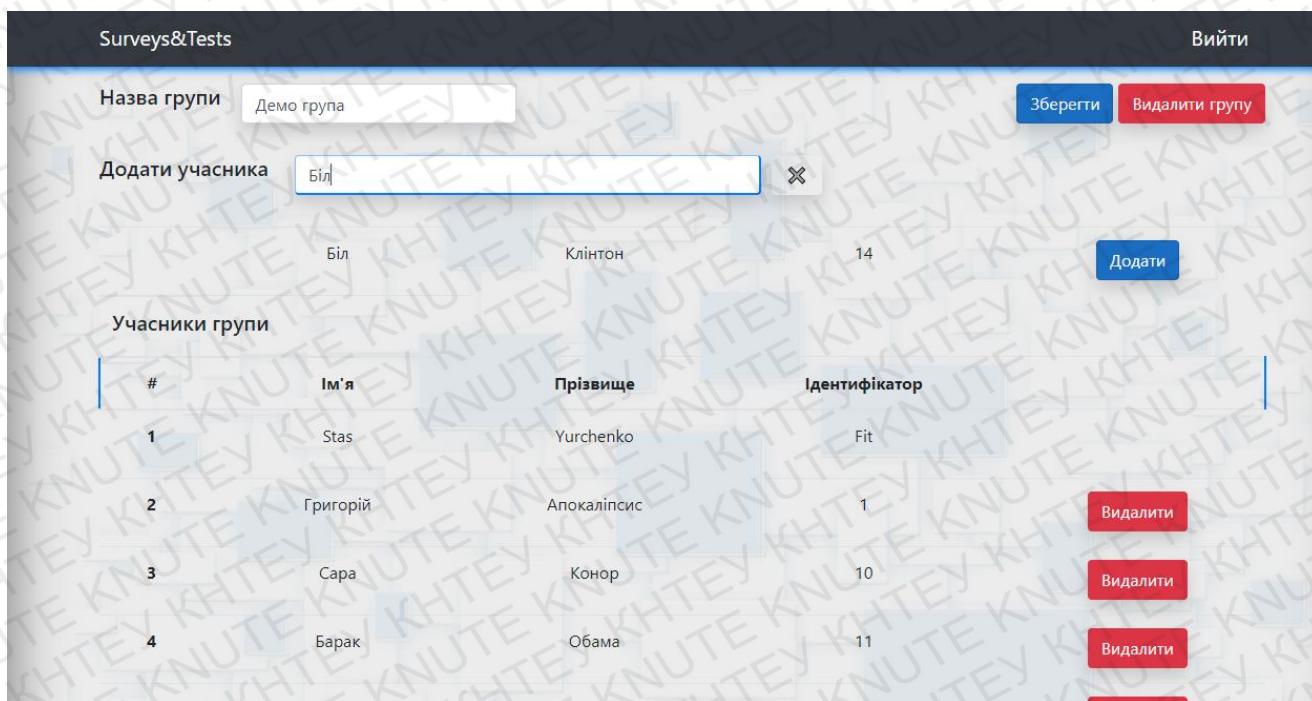 Surveys&Tests Вийти
Назва групи Демо група Зберегти Видалити групу
Додати учасника Біл
Біл Клінтон 14 Додати
Учасники групи
# Ім'я Прізвище Ідентифікатор
1 Stas Yurchenko Fit
2 Григорій Апокаліпсис 1 Видалити
3 Сара Конор 10 Видалити
4 Барак Обама 11 Видалити